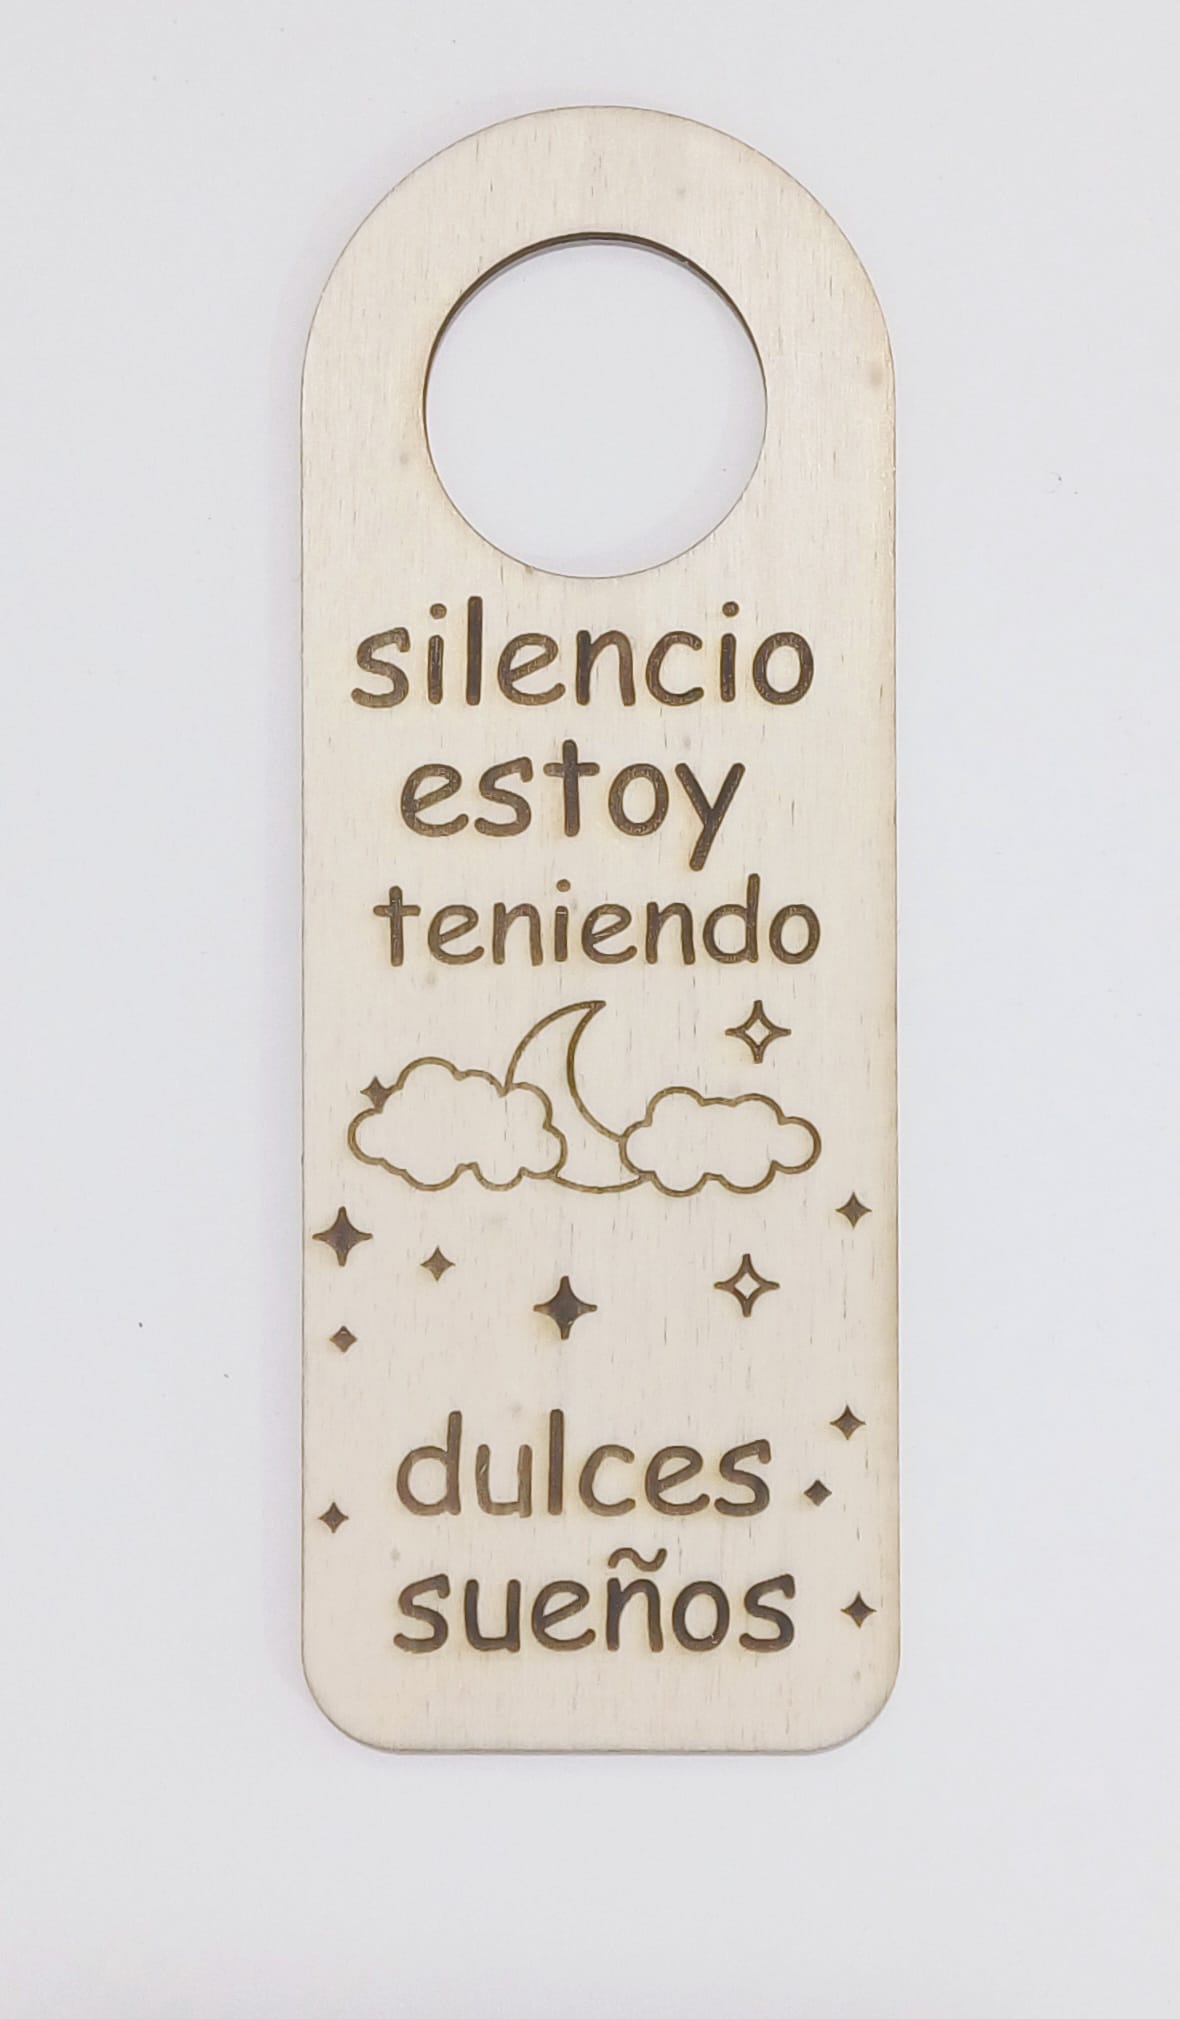 silencio
estoy
teniendo
dulces
sueños